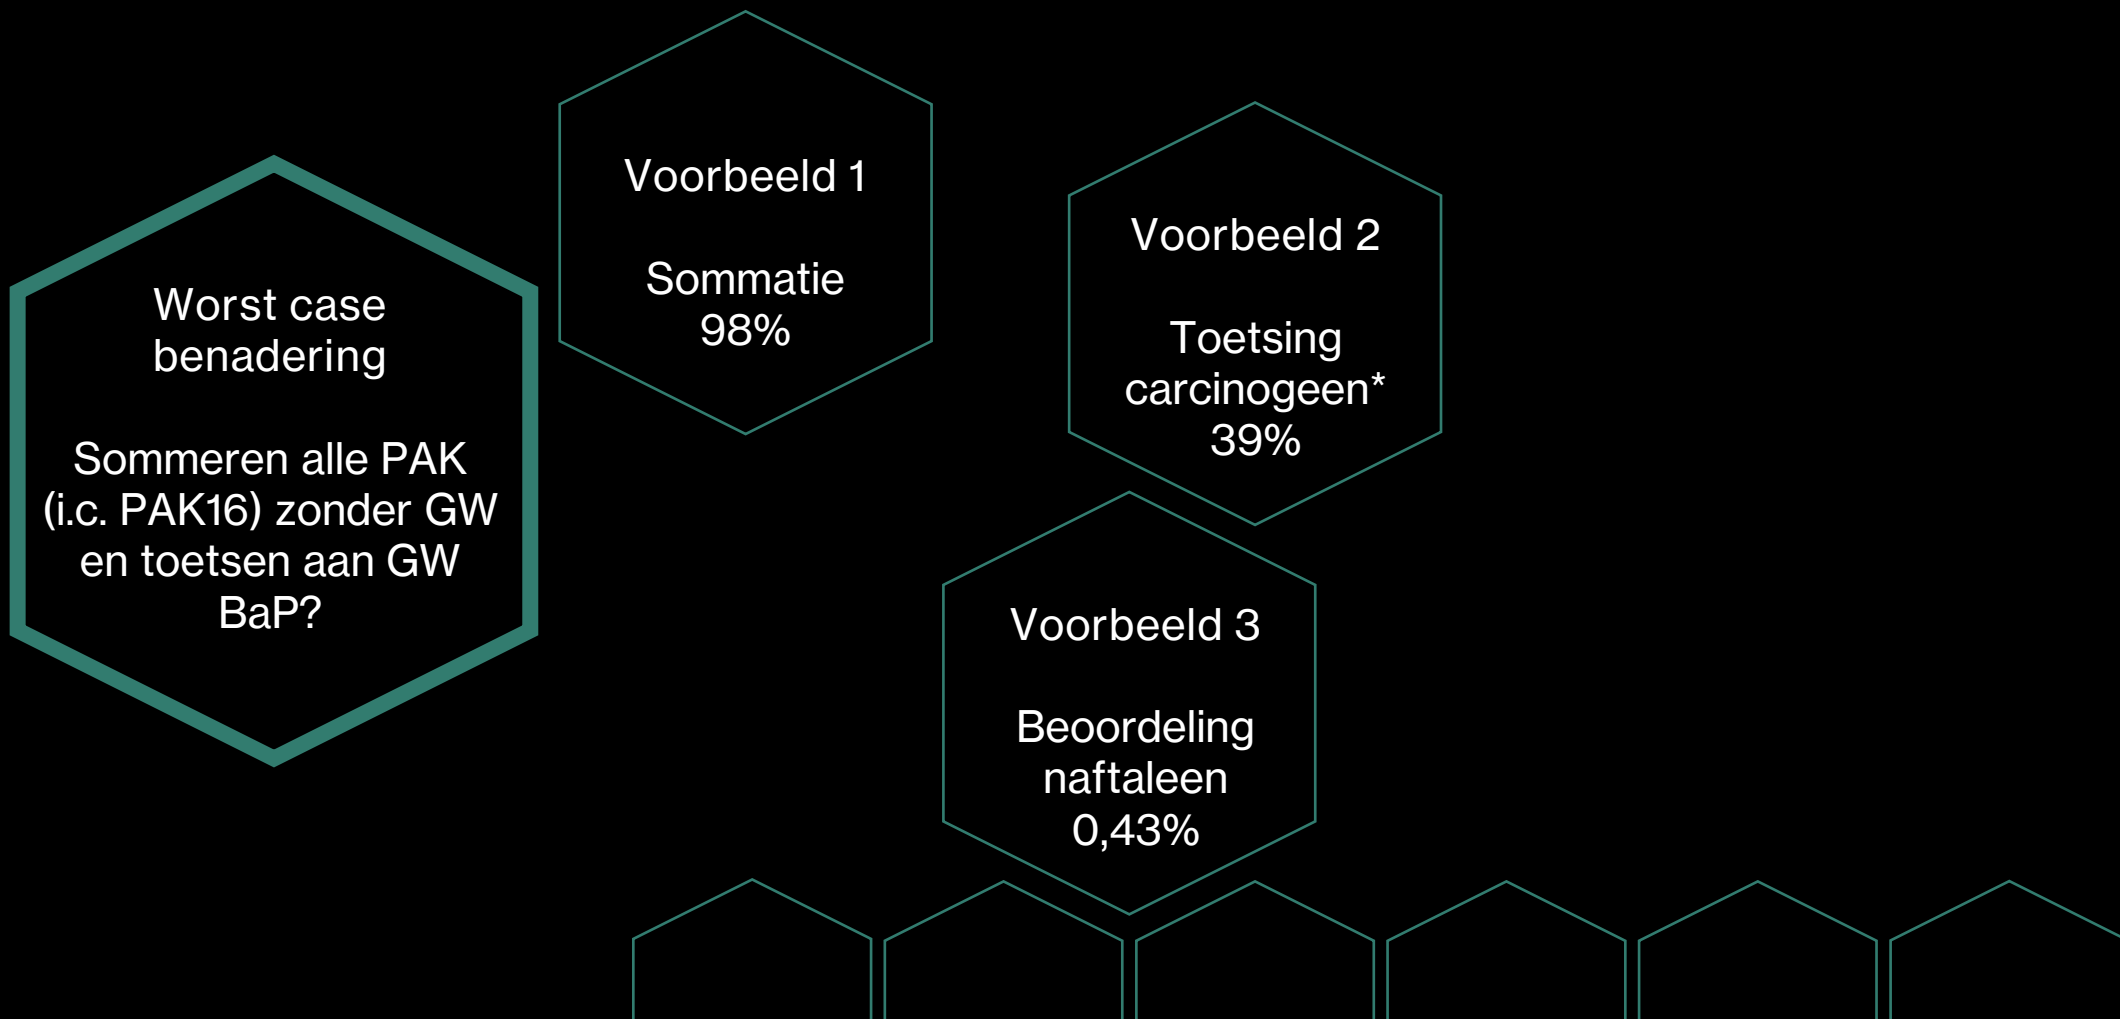 Worst case
benadering
Sommeren alle PAK
(i.c. PAK16) zonder GW
en toetsen aan GW
BaP?
Voorbeeld 1
Sommatie
98%
Voorbeeld 2
Toetsing
carcinogeen*
39%
Voorbeeld 3
Beoordeling
naftaleen
0,43%